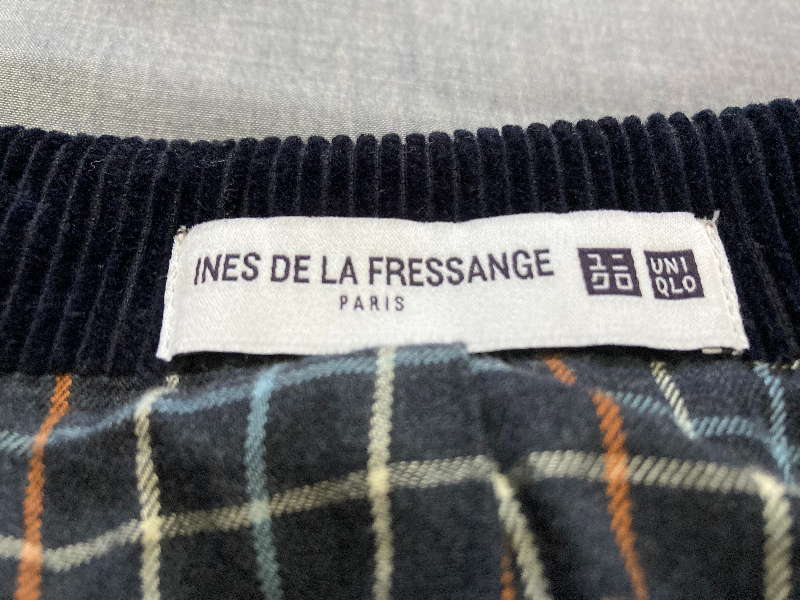 INES DE LA FRESSANGE
PARIS
ユニ
クロ
UNI
QLO